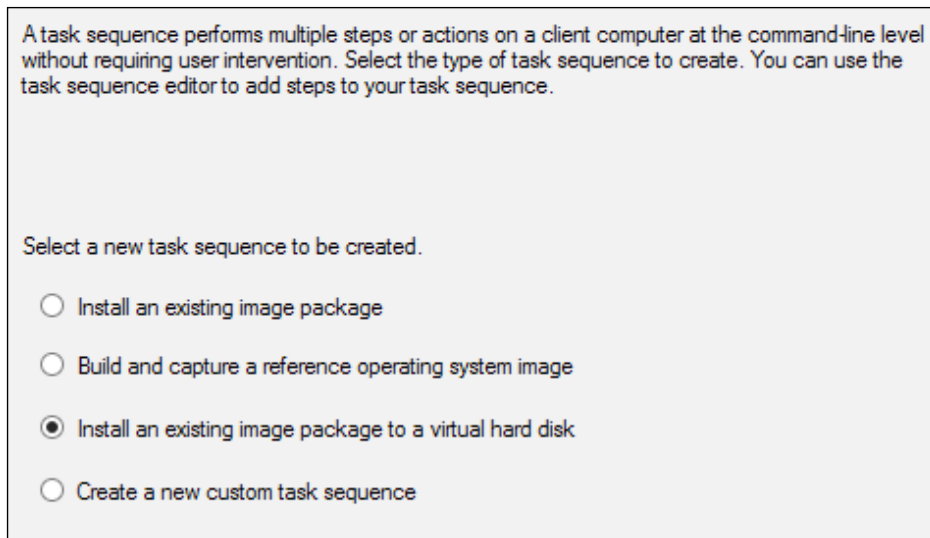 A task sequence performs multiple steps or actions on a client computer at the command-line level
without requiring user intervention. Select the type of task sequence to create. You can use the
task sequence editor to add steps to your task sequence.
Select a new task sequence to be created.
Install an existing image package
Build and capture a reference operating system image
Install an existing image package to a virtual hard disk
Create a new custom task sequence